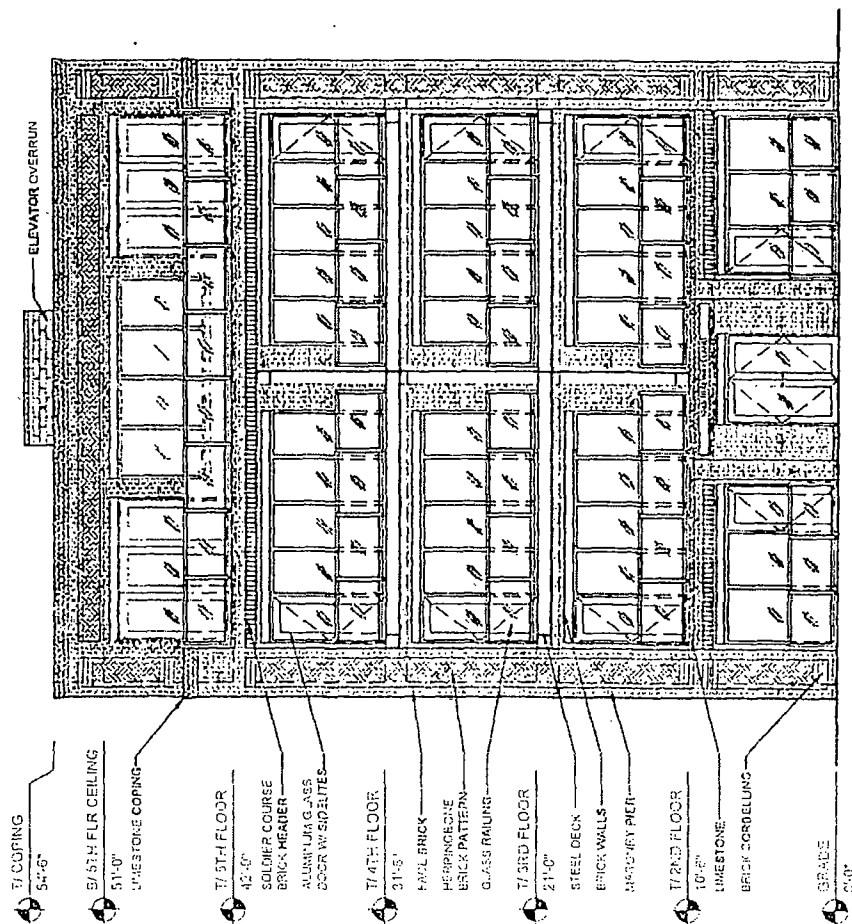 ELEVATOR OVERRUN
T/ COPING
54'-6"
B/ 5TH FLR CEILING
51'-0"
LIMESTONE COPING
T/ 5TH FLOOR
42'-0"
SOLDIER COURSE
BRICK HEADER
ALUMINUM GLASS
DOOR W/ SIDELITES
T/ 4TH FLOOR
31'-6"
BRICK
HERRINGBONE
BRICK PATTERN
GLASS RAILING
T/ 3RD FLOOR
21'-0"
STEEL DECK
BRICK WALLS
MASONRY PIER
T/ 2ND FLOOR
10'-6"
LIMESTONE
BRICK CORBELLING
GRADE
0'-0"